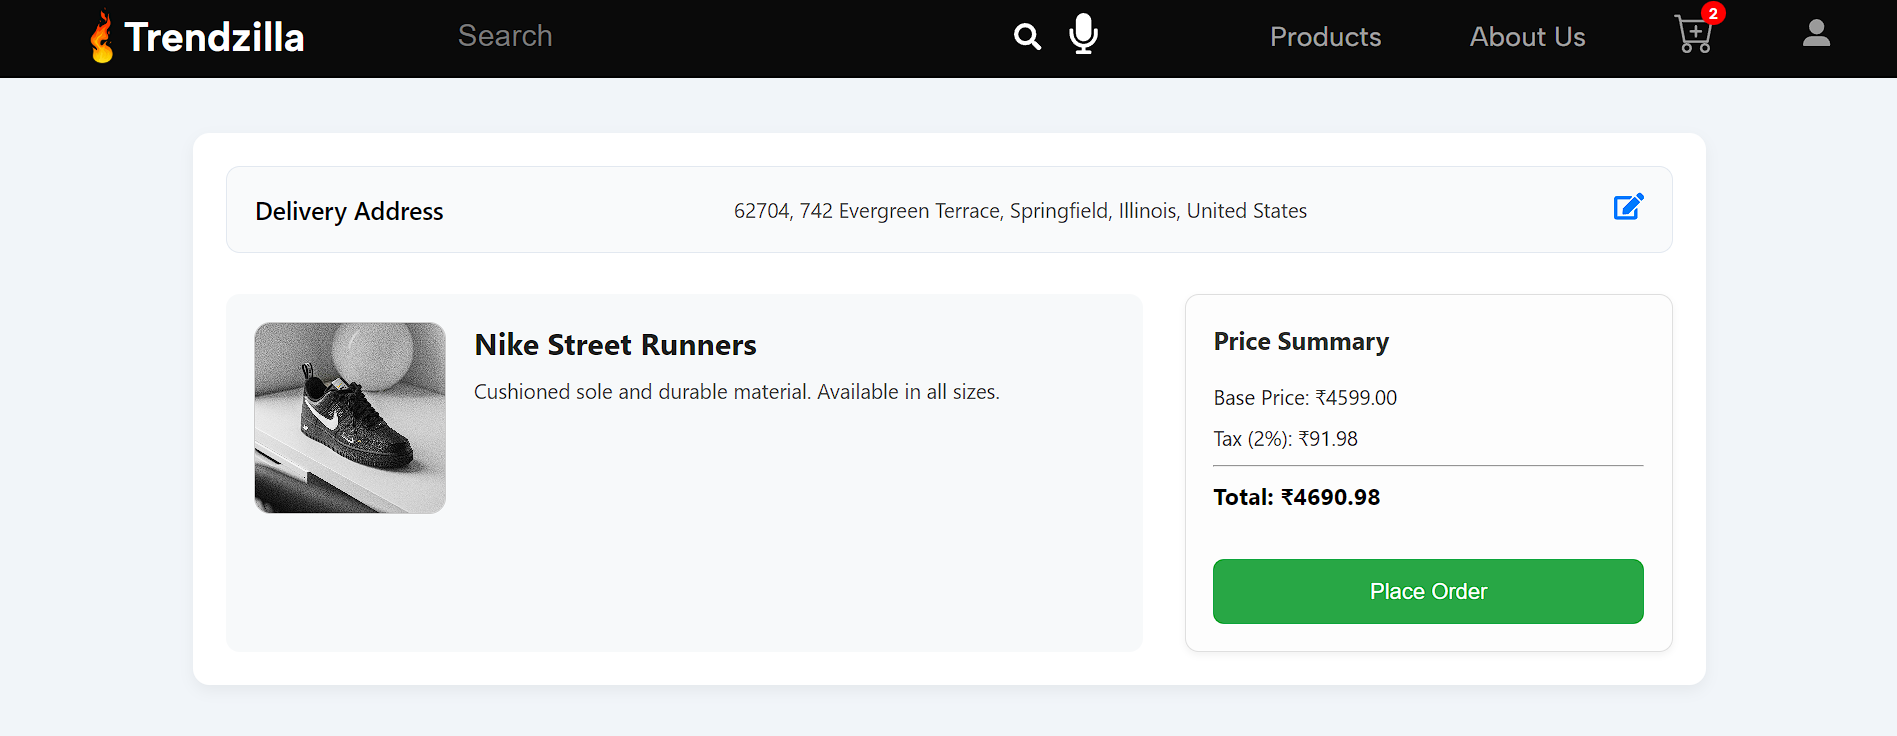 Trendzilla
Search
Products
About Us
2
Delivery Address
62704, 742 Evergreen Terrace, Springfield, Illinois, United States
Nike Street Runners
Cushioned sole and durable material. Available in all sizes.
Price Summary
Base Price: ₹4599.00
Tax (2%): ₹91.98
Total: ₹4690.98
Place Order